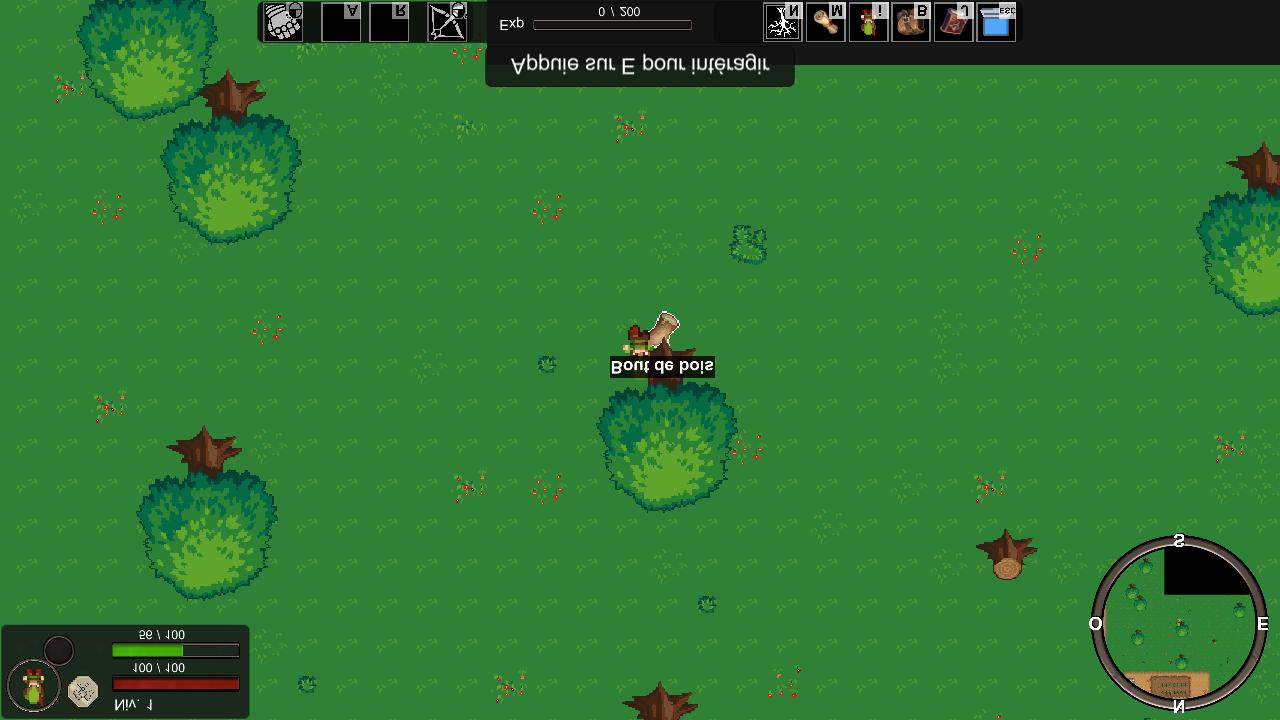 Niv. 1
100 / 100
56 / 100
N
O E
S
Bout de bois
Appuie sur E pour intéragir
A
R
Exp
0 / 200
N
M
i
B
J
ESC